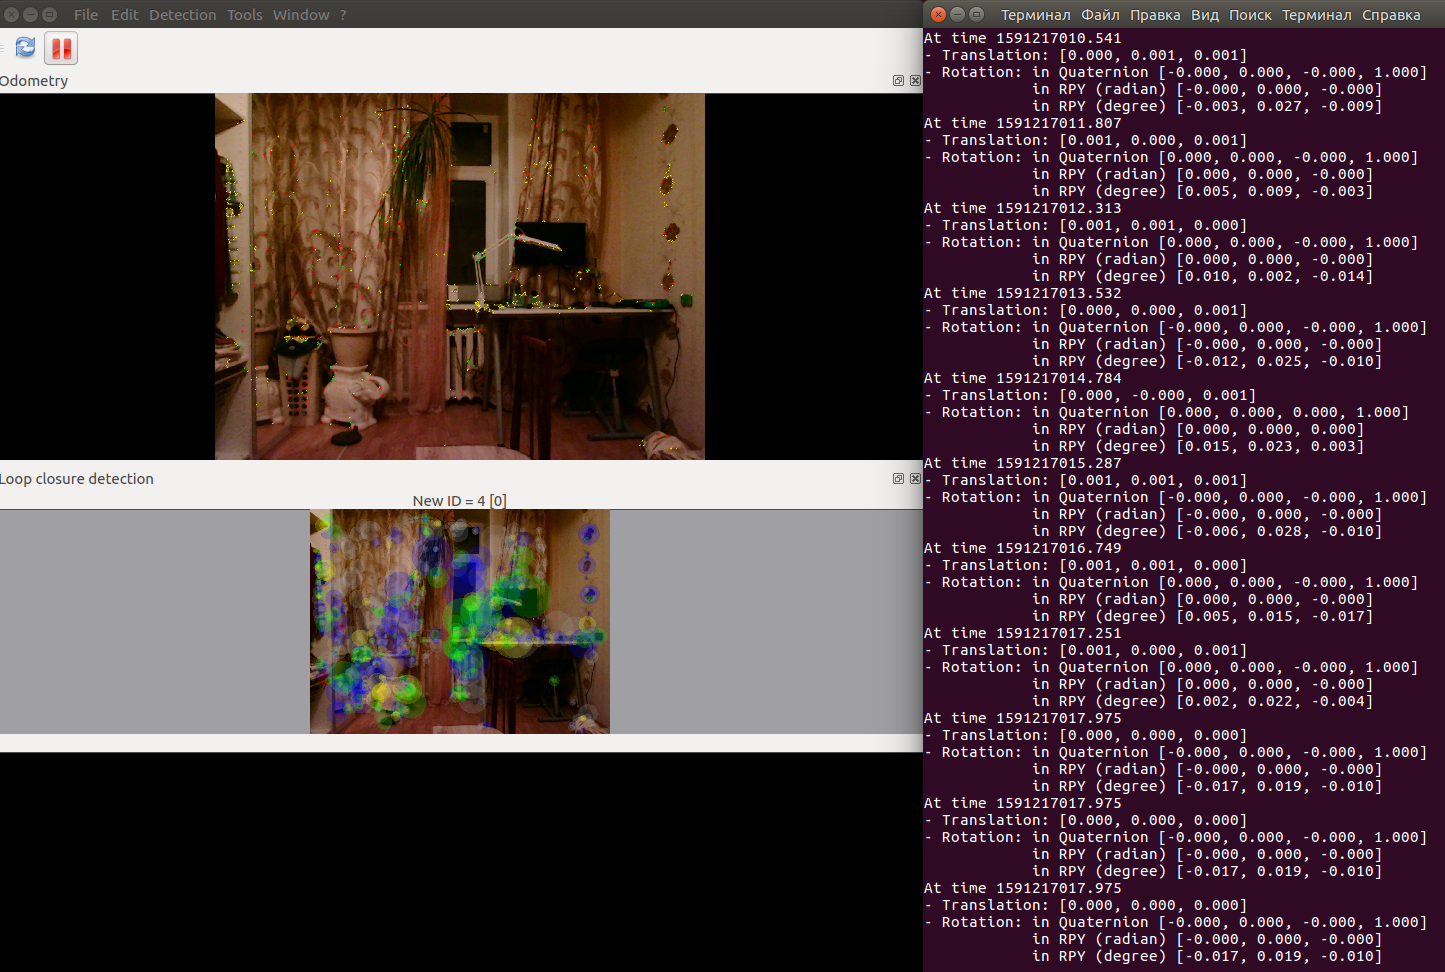 File Edit Detection Tools Window ?
Odometry
Loop closure detection
New ID = 4 [0]
Терминал Файл Правка Вид Поиск Терминал Справка
At time 1591217010.541
- Translation: [0.000, 0.001, 0.001]
- Rotation: in Quaternion [-0.000, 0.000, -0.000, 1.000]
in RPY (radian) [-0.000, 0.000, -0.000]
in RPY (degree) [-0.003, 0.027, -0.009]
At time 1591217011.807
- Translation: [0.001, 0.000, 0.001]
- Rotation: in Quaternion [0.000, 0.000, -0.000, 1.000]
in RPY (radian) [0.000, 0.000, -0.000]
in RPY (degree) [0.005, 0.009, -0.003]
At time 1591217012.313
- Translation: [0.001, 0.001, 0.000]
- Rotation: in Quaternion [0.000, 0.000, -0.000, 1.000]
in RPY (radian) [0.000, 0.000, -0.000]
in RPY (degree) [0.010, 0.002, -0.014]
At time 1591217013.532
- Translation: [0.000, 0.000, 0.001]
- Rotation: in Quaternion [-0.000, 0.000, -0.000, 1.000]
in RPY (radian) [-0.000, 0.000, -0.000]
in RPY (degree) [-0.012, 0.025, -0.010]
At time 1591217014.784
- Translation: [0.000, -0.000, 0.001]
- Rotation: in Quaternion [0.000, 0.000, 0.000, 1.000]
in RPY (radian) [0.000, 0.000, 0.000]
in RPY (degree) [0.015, 0.023, 0.003]
At time 1591217015.287
- Translation: [0.001, 0.001, 0.001]
- Rotation: in Quaternion [-0.000, 0.000, -0.000, 1.000]
in RPY (radian) [-0.000, 0.000, -0.000]
in RPY (degree) [-0.006, 0.028, -0.010]
At time 1591217016.749
- Translation: [0.001, 0.001, 0.000]
- Rotation: in Quaternion [0.000, 0.000, -0.000, 1.000]
in RPY (radian) [0.000, 0.000, -0.000]
in RPY (degree) [0.005, 0.015, -0.017]
At time 1591217017.251
- Translation: [0.001, 0.000, 0.001]
- Rotation: in Quaternion [0.000, 0.000, -0.000, 1.000]
in RPY (radian) [0.000, 0.000, -0.000]
in RPY (degree) [0.002, 0.022, -0.004]
At time 1591217017.975
- Translation: [0.000, 0.000, 0.000]
- Rotation: in Quaternion [-0.000, 0.000, -0.000, 1.000]
in RPY (radian) [-0.000, 0.000, -0.000]
in RPY (degree) [-0.017, 0.019, -0.010]
At time 1591217017.975
- Translation: [0.000, 0.000, 0.000]
- Rotation: in Quaternion [-0.000, 0.000, -0.000, 1.000]
in RPY (radian) [-0.000, 0.000, -0.000]
in RPY (degree) [-0.017, 0.019, -0.010]
At time 1591217017.975
- Translation: [0.000, 0.000, 0.000]
- Rotation: in Quaternion [-0.000, 0.000, -0.000, 1.000]
in RPY (radian) [-0.000, 0.000, -0.000]
in RPY (degree) [-0.017, 0.019, -0.010]